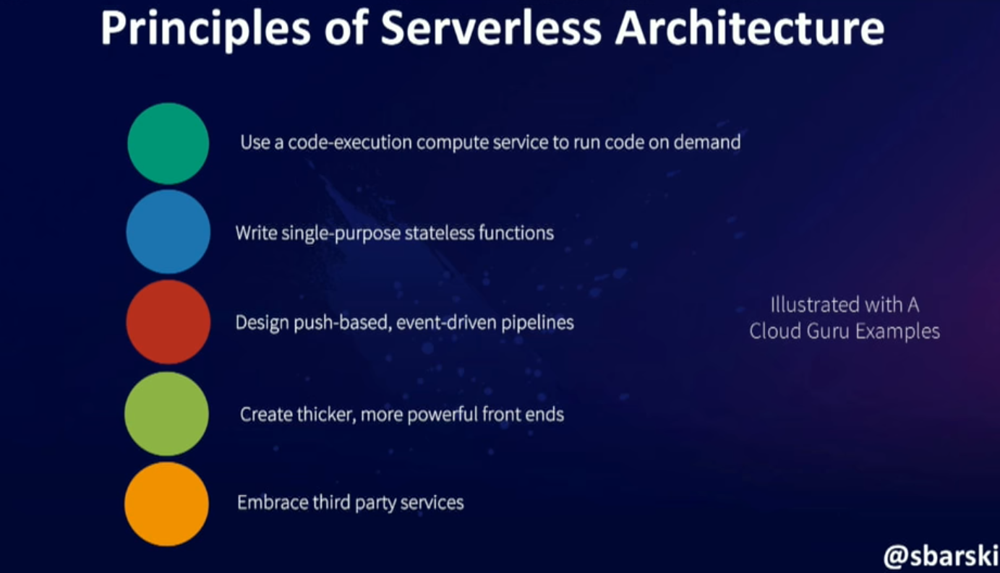 Principles of Serverless Architecture
Use a code-execution compute service to run code on demand
Write single-purpose stateless functions
Design push-based, event-driven pipelines
Illustrated with A
Cloud Guru Examples
Create thicker, more powerful front ends
Embrace third party services
@sbarski